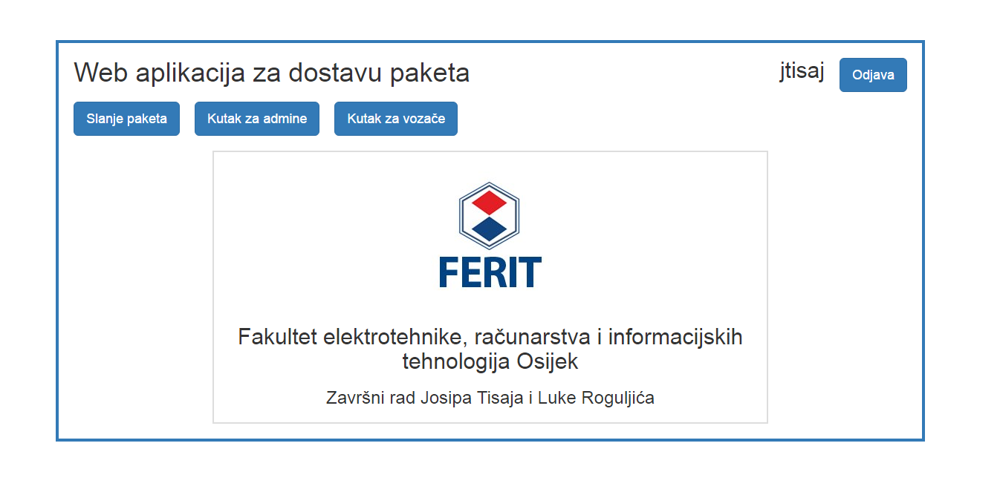 Web aplikacija za dostavu paketa
jtisaj
Odjava
Slanje paketa
Kutak za admine
Kutak za vozače
FERIT
Fakultet elektrotehnike, računarstva i informacijskih
tehnologija Osijek
Završni rad Josipa Tisaja i Luke Roguljića